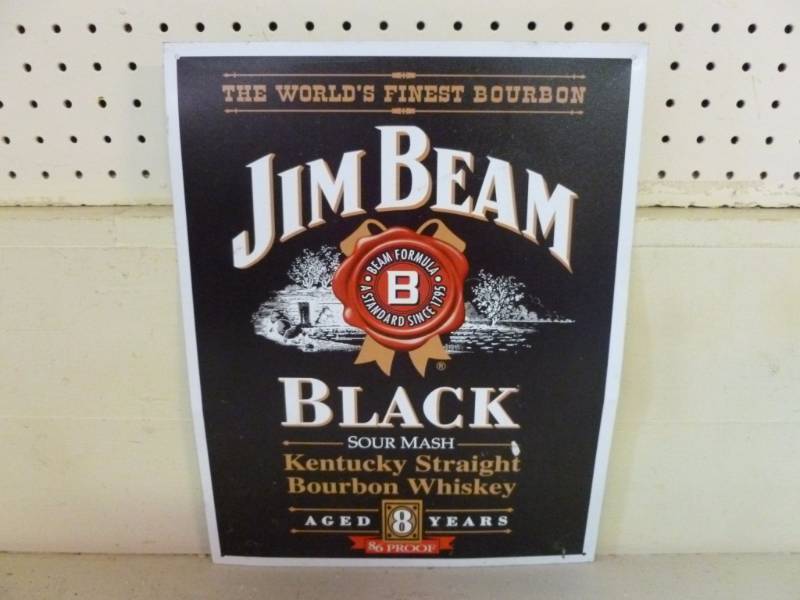 THE WORLD'S FINEST BOURBON
JIM BEAM
BEAM FORMULA
B
A STANDARD SINCE 1795
®
BLACK
SOUR MASH
Kentucky Straight
Bourbon Whiskey
AGED 8 YEARS
86 PROOF